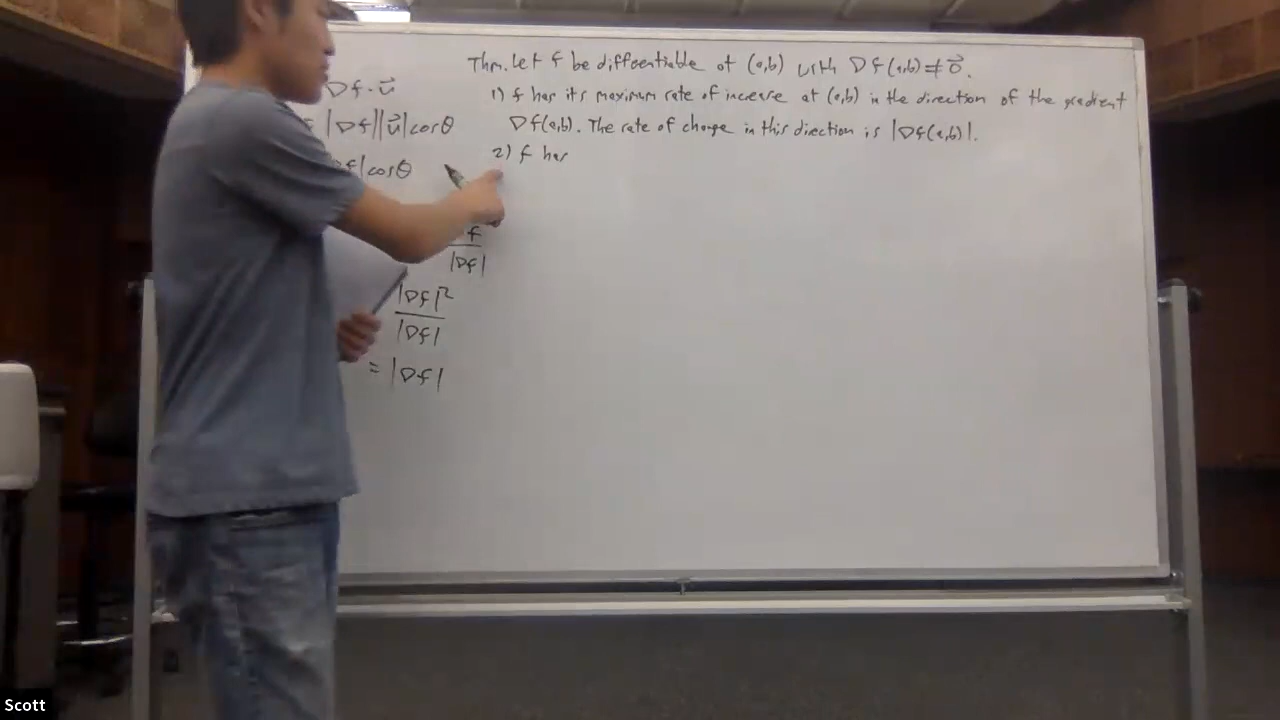 Thm. Let f be differentiable at (a,b) with ∇f(a,b) ≠ 0⃗.
1) f has its maximum rate of increase at (a,b) in the direction of the gradient
∇f(a,b). The rate of change in this direction is |∇f(a,b)|.
2) f has
∇f·u⃗
|∇f||u⃗|cosθ
∇f|cosθ
∇f
|∇f|
|∇f|²
|∇f|
= |∇f|
Scott